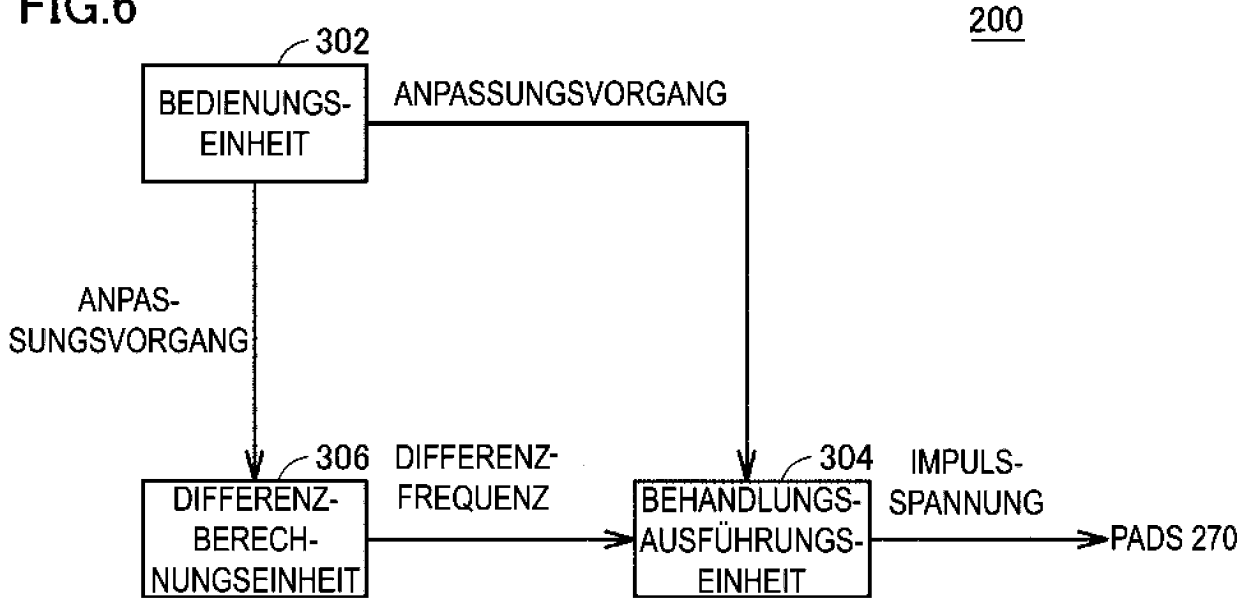 FIG.6
200
302
BEDIENUNGS-
EINHEIT
ANPASSUNGSVORGANG
ANPAS-
SUNGSVORGANG
306
DIFFERENZ-
BERECH-
NUNGSEINHEIT
DIFFERENZ-
FREQUENZ
304
BEHANDLUNGS-
AUSFÜHRUNGS-
EINHEIT
IMPULS-
SPANNUNG
PADS 270